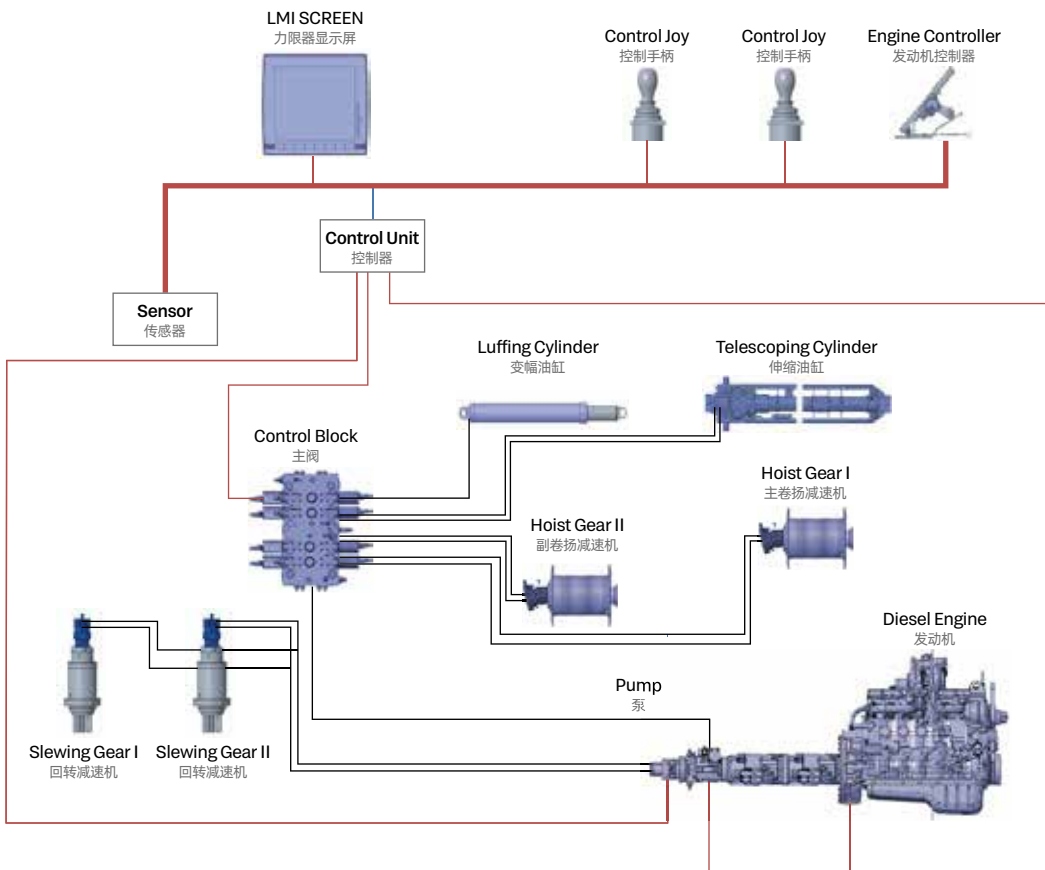 LMI SCREEN
力限器显示屏
Control Joy
控制手柄
Control Joy
控制手柄
Engine Controller
发动机控制器
Control Unit
控制器
Sensor
传感器
Luffing Cylinder
变幅油缸
Telescoping Cylinder
伸缩油缸
Control Block
主阀
Hoist Gear I
主卷扬减速机
Hoist Gear II
副卷扬减速机
Diesel Engine
发动机
Pump
泵
Slewing Gear I
回转减速机
Slewing Gear II
回转减速机